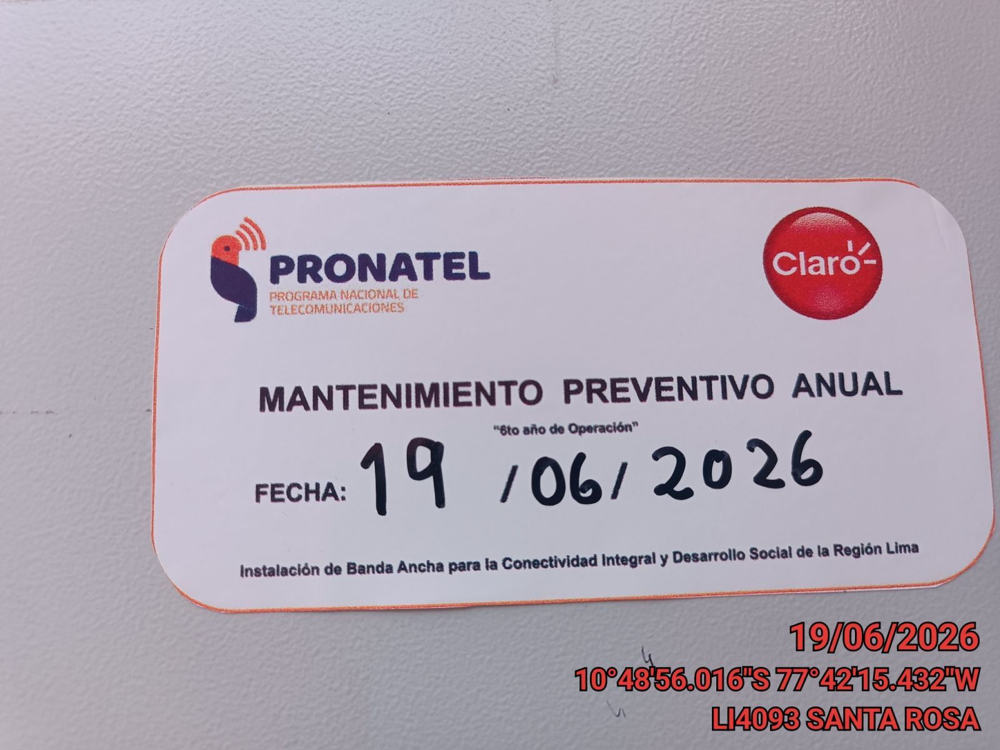 PRONATEL
PROGRAMA NACIONAL DE
TELECOMUNICACIONES
Claro
MANTENIMIENTO PREVENTIVO ANUAL
"6to año de Operación"
FECHA: 19 / 06 / 2026
Instalación de Banda Ancha para la Conectividad Integral y Desarrollo Social de la Región Lima
19/06/2026
10°48'56.016"S 77°42'15.432"W
LI4093 SANTA ROSA